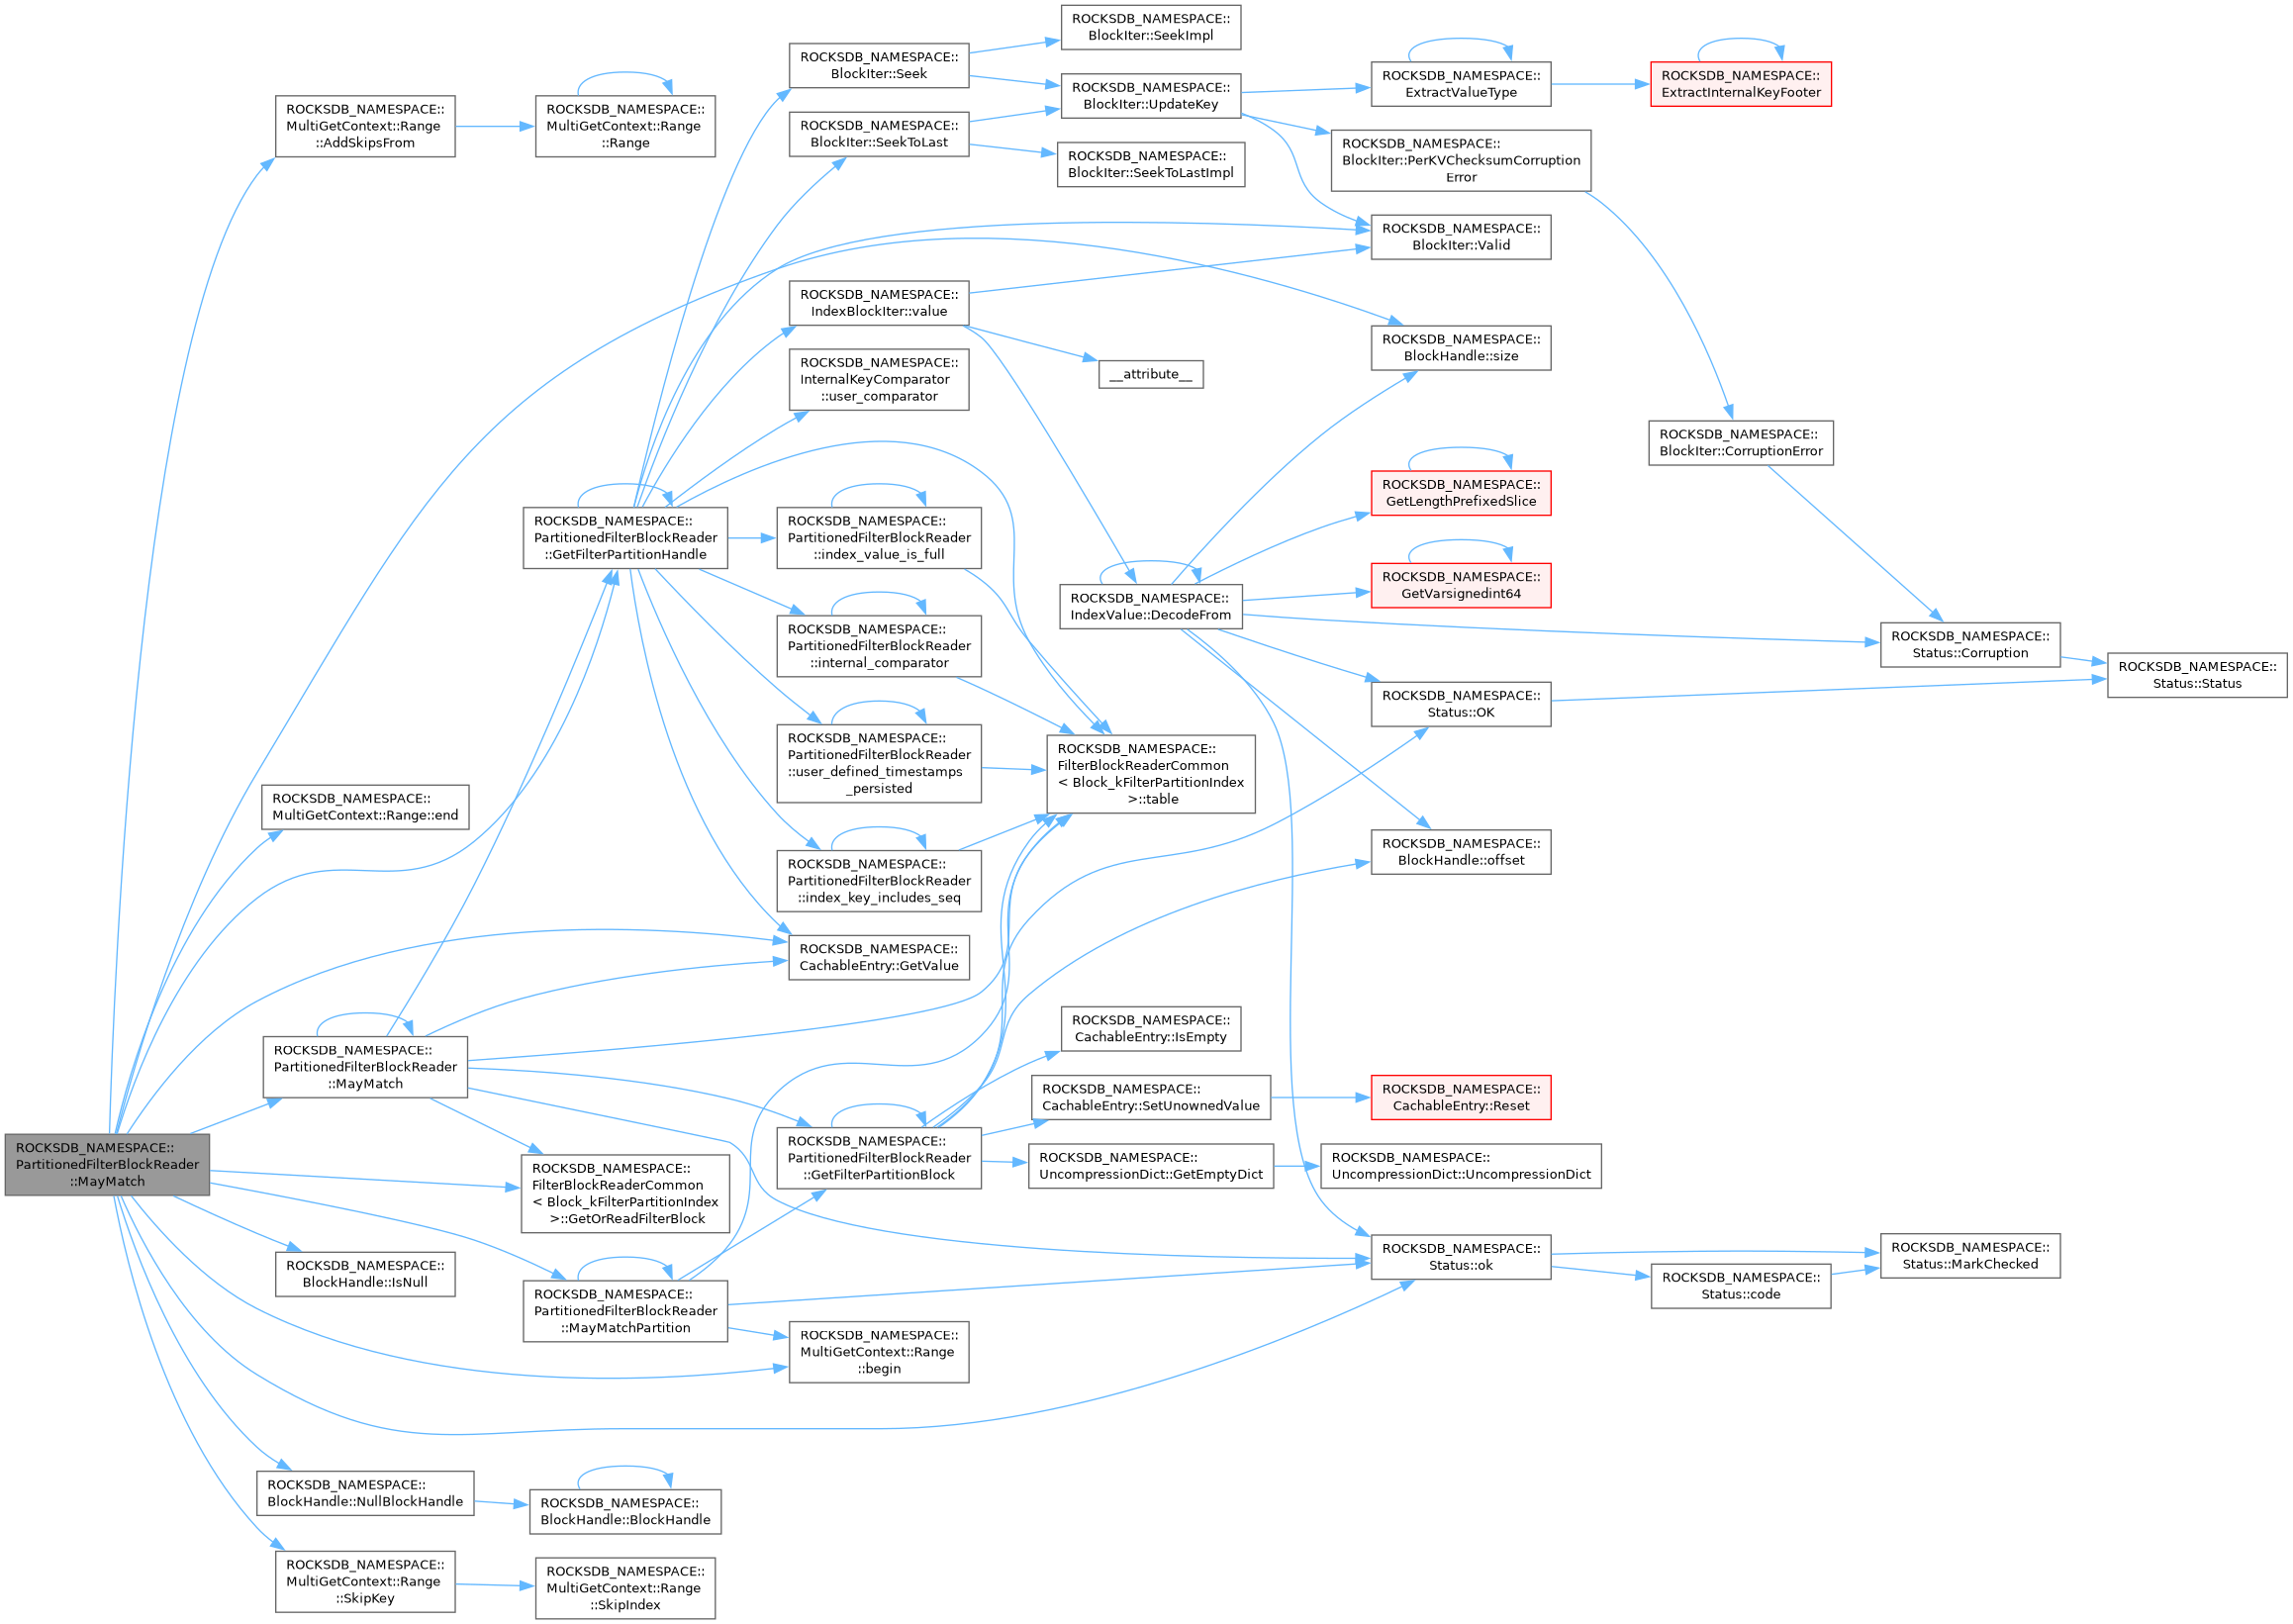 ROCKSDB_NAMESPACE::
PartitionedFilterBlockReader
::MayMatch
ROCKSDB_NAMESPACE::
MultiGetContext::Range
::AddSkipsFrom
ROCKSDB_NAMESPACE::
MultiGetContext::Range
::Range
ROCKSDB_NAMESPACE::
MultiGetContext::Range::end
ROCKSDB_NAMESPACE::
PartitionedFilterBlockReader
::MayMatch
ROCKSDB_NAMESPACE::
BlockHandle::IsNull
ROCKSDB_NAMESPACE::
BlockHandle::NullBlockHandle
ROCKSDB_NAMESPACE::
MultiGetContext::Range
::SkipKey
ROCKSDB_NAMESPACE::
PartitionedFilterBlockReader
::GetFilterPartitionHandle
ROCKSDB_NAMESPACE::
FilterBlockReaderCommon
< Block_kFilterPartitionIndex
>::GetOrReadFilterBlock
ROCKSDB_NAMESPACE::
PartitionedFilterBlockReader
::MayMatchPartition
ROCKSDB_NAMESPACE::
BlockHandle::BlockHandle
ROCKSDB_NAMESPACE::
MultiGetContext::Range
::SkipIndex
ROCKSDB_NAMESPACE::
BlockIter::Seek
ROCKSDB_NAMESPACE::
BlockIter::SeekToLast
ROCKSDB_NAMESPACE::
IndexBlockIter::value
ROCKSDB_NAMESPACE::
InternalKeyComparator
::user_comparator
ROCKSDB_NAMESPACE::
PartitionedFilterBlockReader
::index_value_is_full
ROCKSDB_NAMESPACE::
PartitionedFilterBlockReader
::internal_comparator
ROCKSDB_NAMESPACE::
PartitionedFilterBlockReader
::user_defined_timestamps
_persisted
ROCKSDB_NAMESPACE::
PartitionedFilterBlockReader
::index_key_includes_seq
ROCKSDB_NAMESPACE::
CachableEntry::GetValue
ROCKSDB_NAMESPACE::
PartitionedFilterBlockReader
::GetFilterPartitionBlock
ROCKSDB_NAMESPACE::
MultiGetContext::Range
::begin
ROCKSDB_NAMESPACE::
BlockIter::SeekImpl
ROCKSDB_NAMESPACE::
BlockIter::UpdateKey
ROCKSDB_NAMESPACE::
BlockIter::SeekToLastImpl
__attribute__
ROCKSDB_NAMESPACE::
IndexValue::DecodeFrom
ROCKSDB_NAMESPACE::
FilterBlockReaderCommon
< Block_kFilterPartitionIndex
>::table
ROCKSDB_NAMESPACE::
CachableEntry::IsEmpty
ROCKSDB_NAMESPACE::
CachableEntry::SetUnownedValue
ROCKSDB_NAMESPACE::
UncompressionDict::GetEmptyDict
ROCKSDB_NAMESPACE::
ExtractValueType
ROCKSDB_NAMESPACE::
BlockIter::PerKVChecksumCorruption
Error
ROCKSDB_NAMESPACE::
BlockIter::Valid
ROCKSDB_NAMESPACE::
BlockHandle::size
ROCKSDB_NAMESPACE::
GetLengthPrefixedSlice
ROCKSDB_NAMESPACE::
GetVarsignedint64
ROCKSDB_NAMESPACE::
Status::OK
ROCKSDB_NAMESPACE::
BlockHandle::offset
ROCKSDB_NAMESPACE::
CachableEntry::Reset
ROCKSDB_NAMESPACE::
UncompressionDict::UncompressionDict
ROCKSDB_NAMESPACE::
Status::ok
ROCKSDB_NAMESPACE::
ExtractInternalKeyFooter
ROCKSDB_NAMESPACE::
BlockIter::CorruptionError
ROCKSDB_NAMESPACE::
Status::code
ROCKSDB_NAMESPACE::
Status::Corruption
ROCKSDB_NAMESPACE::
Status::MarkChecked
ROCKSDB_NAMESPACE::
Status::Status